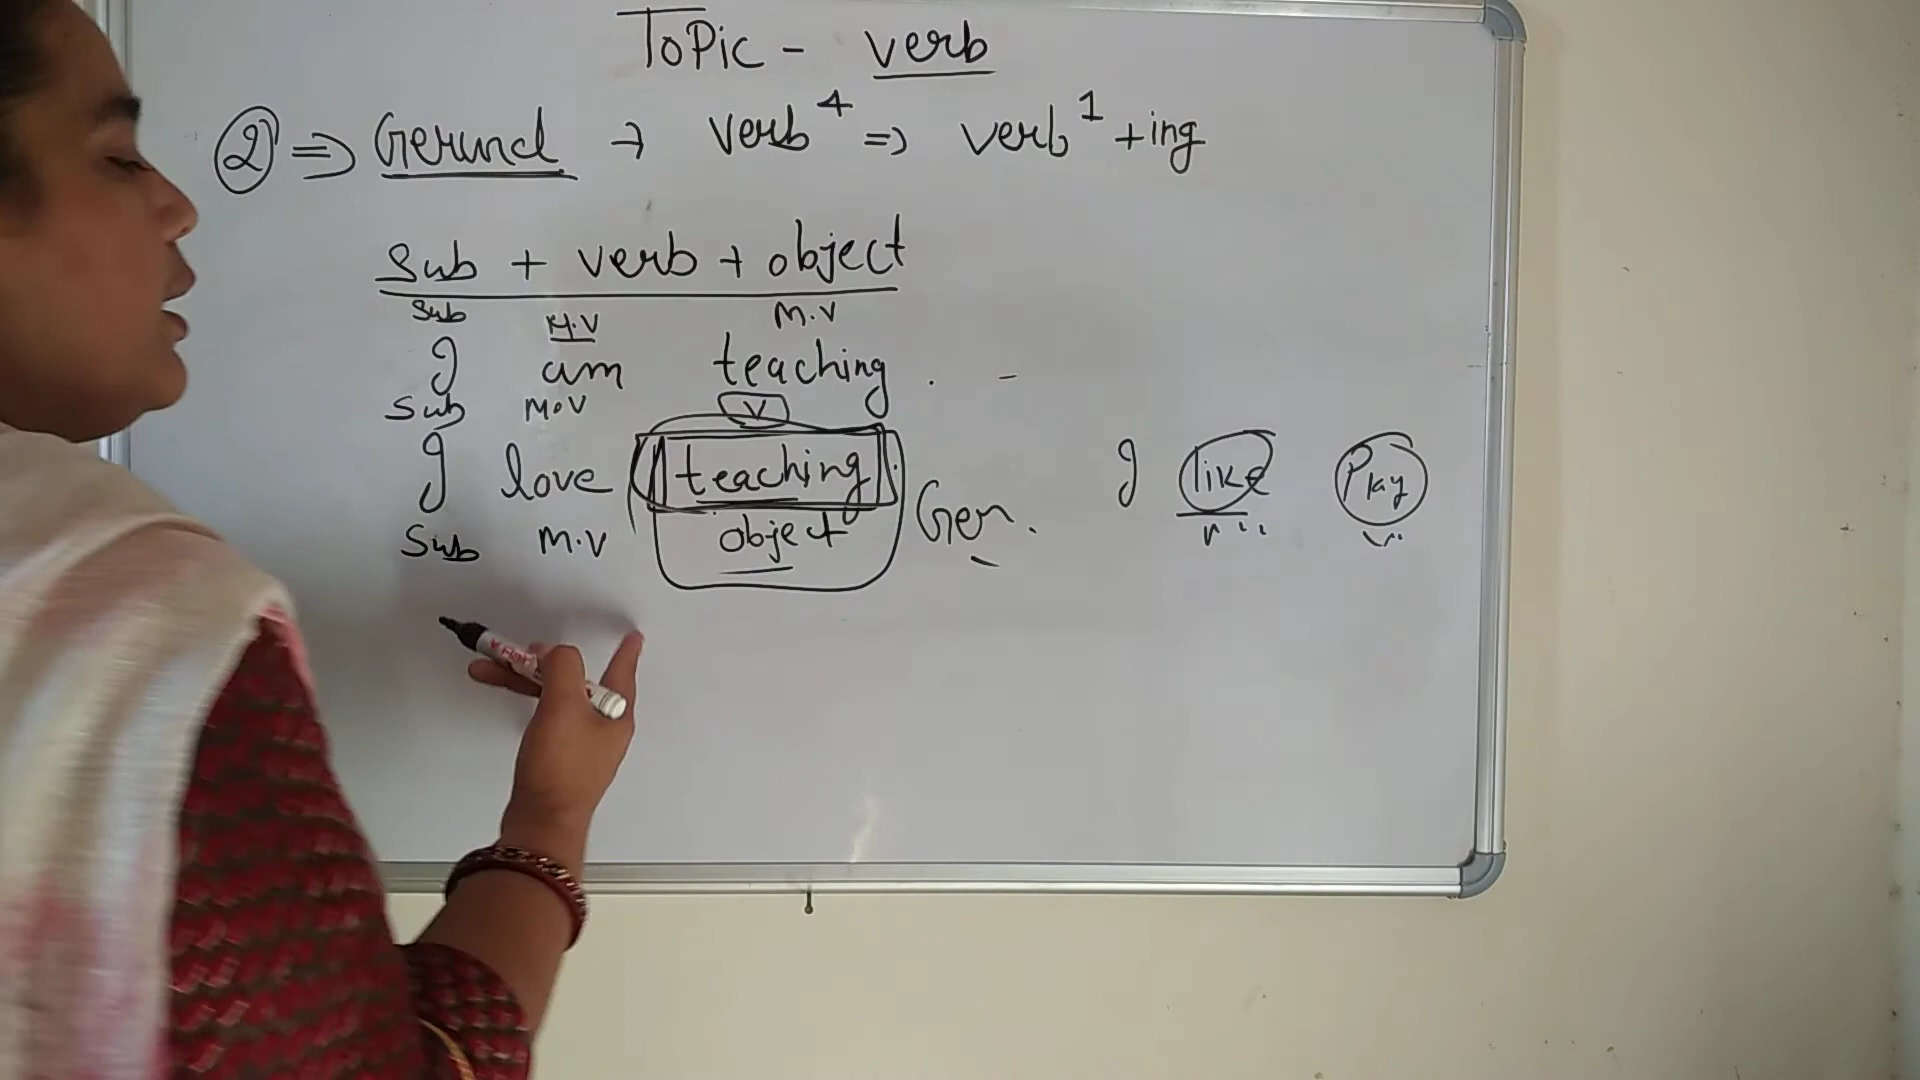 Topic - verb
② => Gerund → verb⁴ => verb¹ + ing
Sub + verb + object
Sub H.V M.V
I am teaching . -
Sub M.V V
I love teaching . Ger. I like Play
Sub M.V object V V